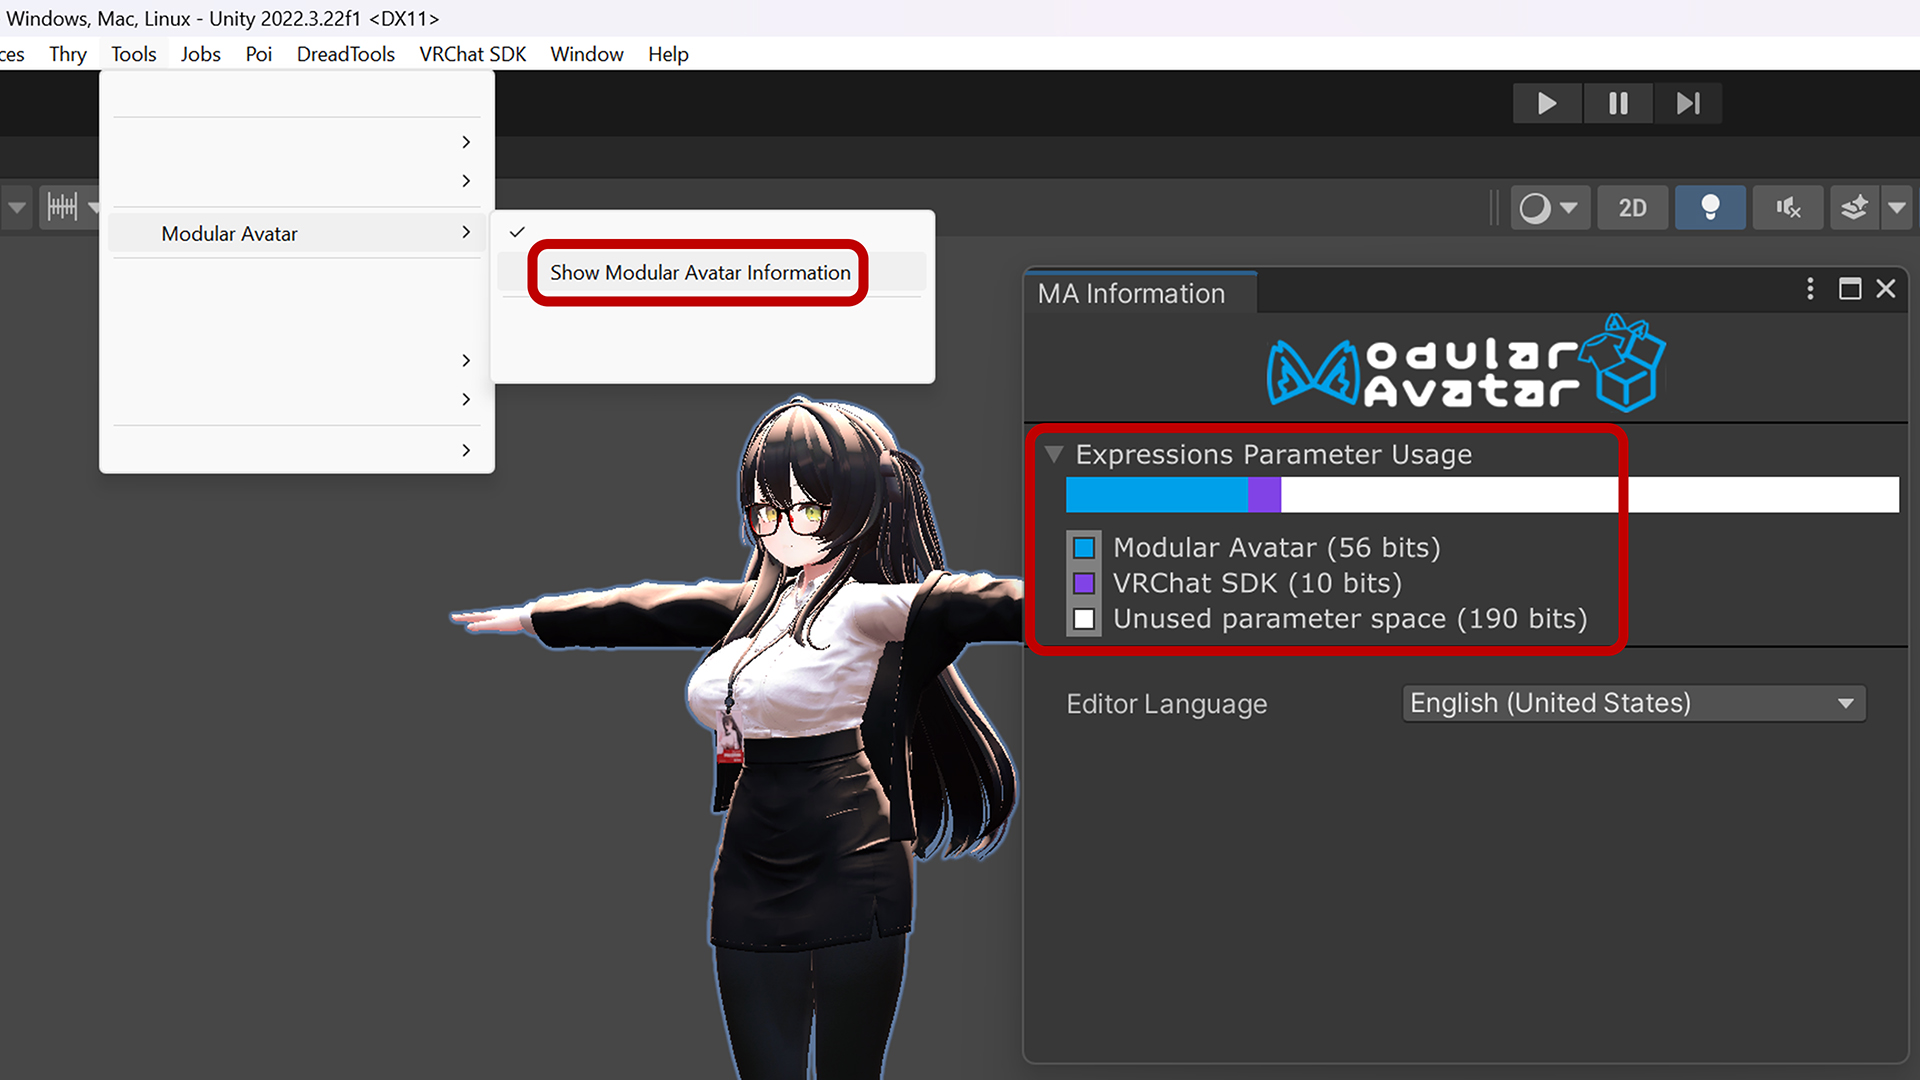 Windows, Mac, Linux - Unity 2022.3.22f1 <DX11>
ces Thry Tools Jobs Poi DreadTools VRChat SDK Window Help
2D
Modular Avatar
Show Modular Avatar Information
MA Information
Modular
Avatar
Expressions Parameter Usage
Modular Avatar (56 bits)
VRChat SDK (10 bits)
Unused parameter space (190 bits)
Editor Language English (United States)